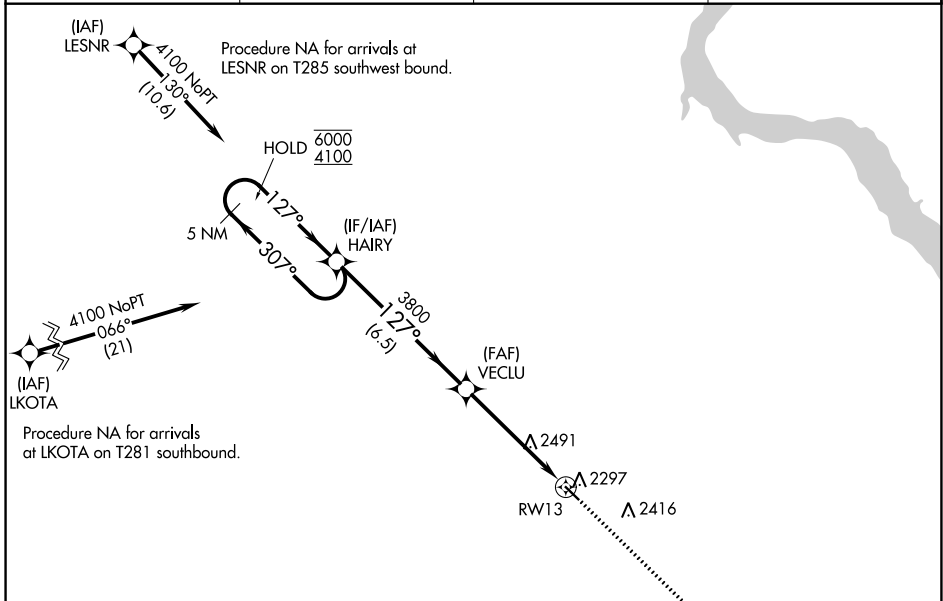 (IAF)
LESNR
4100 NoPT
130°
(10.6)
Procedure NA for arrivals at
LESNR on T285 southwest bound.
HOLD
6000
4100
127°
5 NM
307°
(IF/IAF)
HAIRY
3800
127°
(6.5)
4100 NoPT
066°
(21)
(IAF)
LKOTA
(FAF)
VECLU
Procedure NA for arrivals
at LKOTA on T281 southbound.
2491
2297
RW13
2416